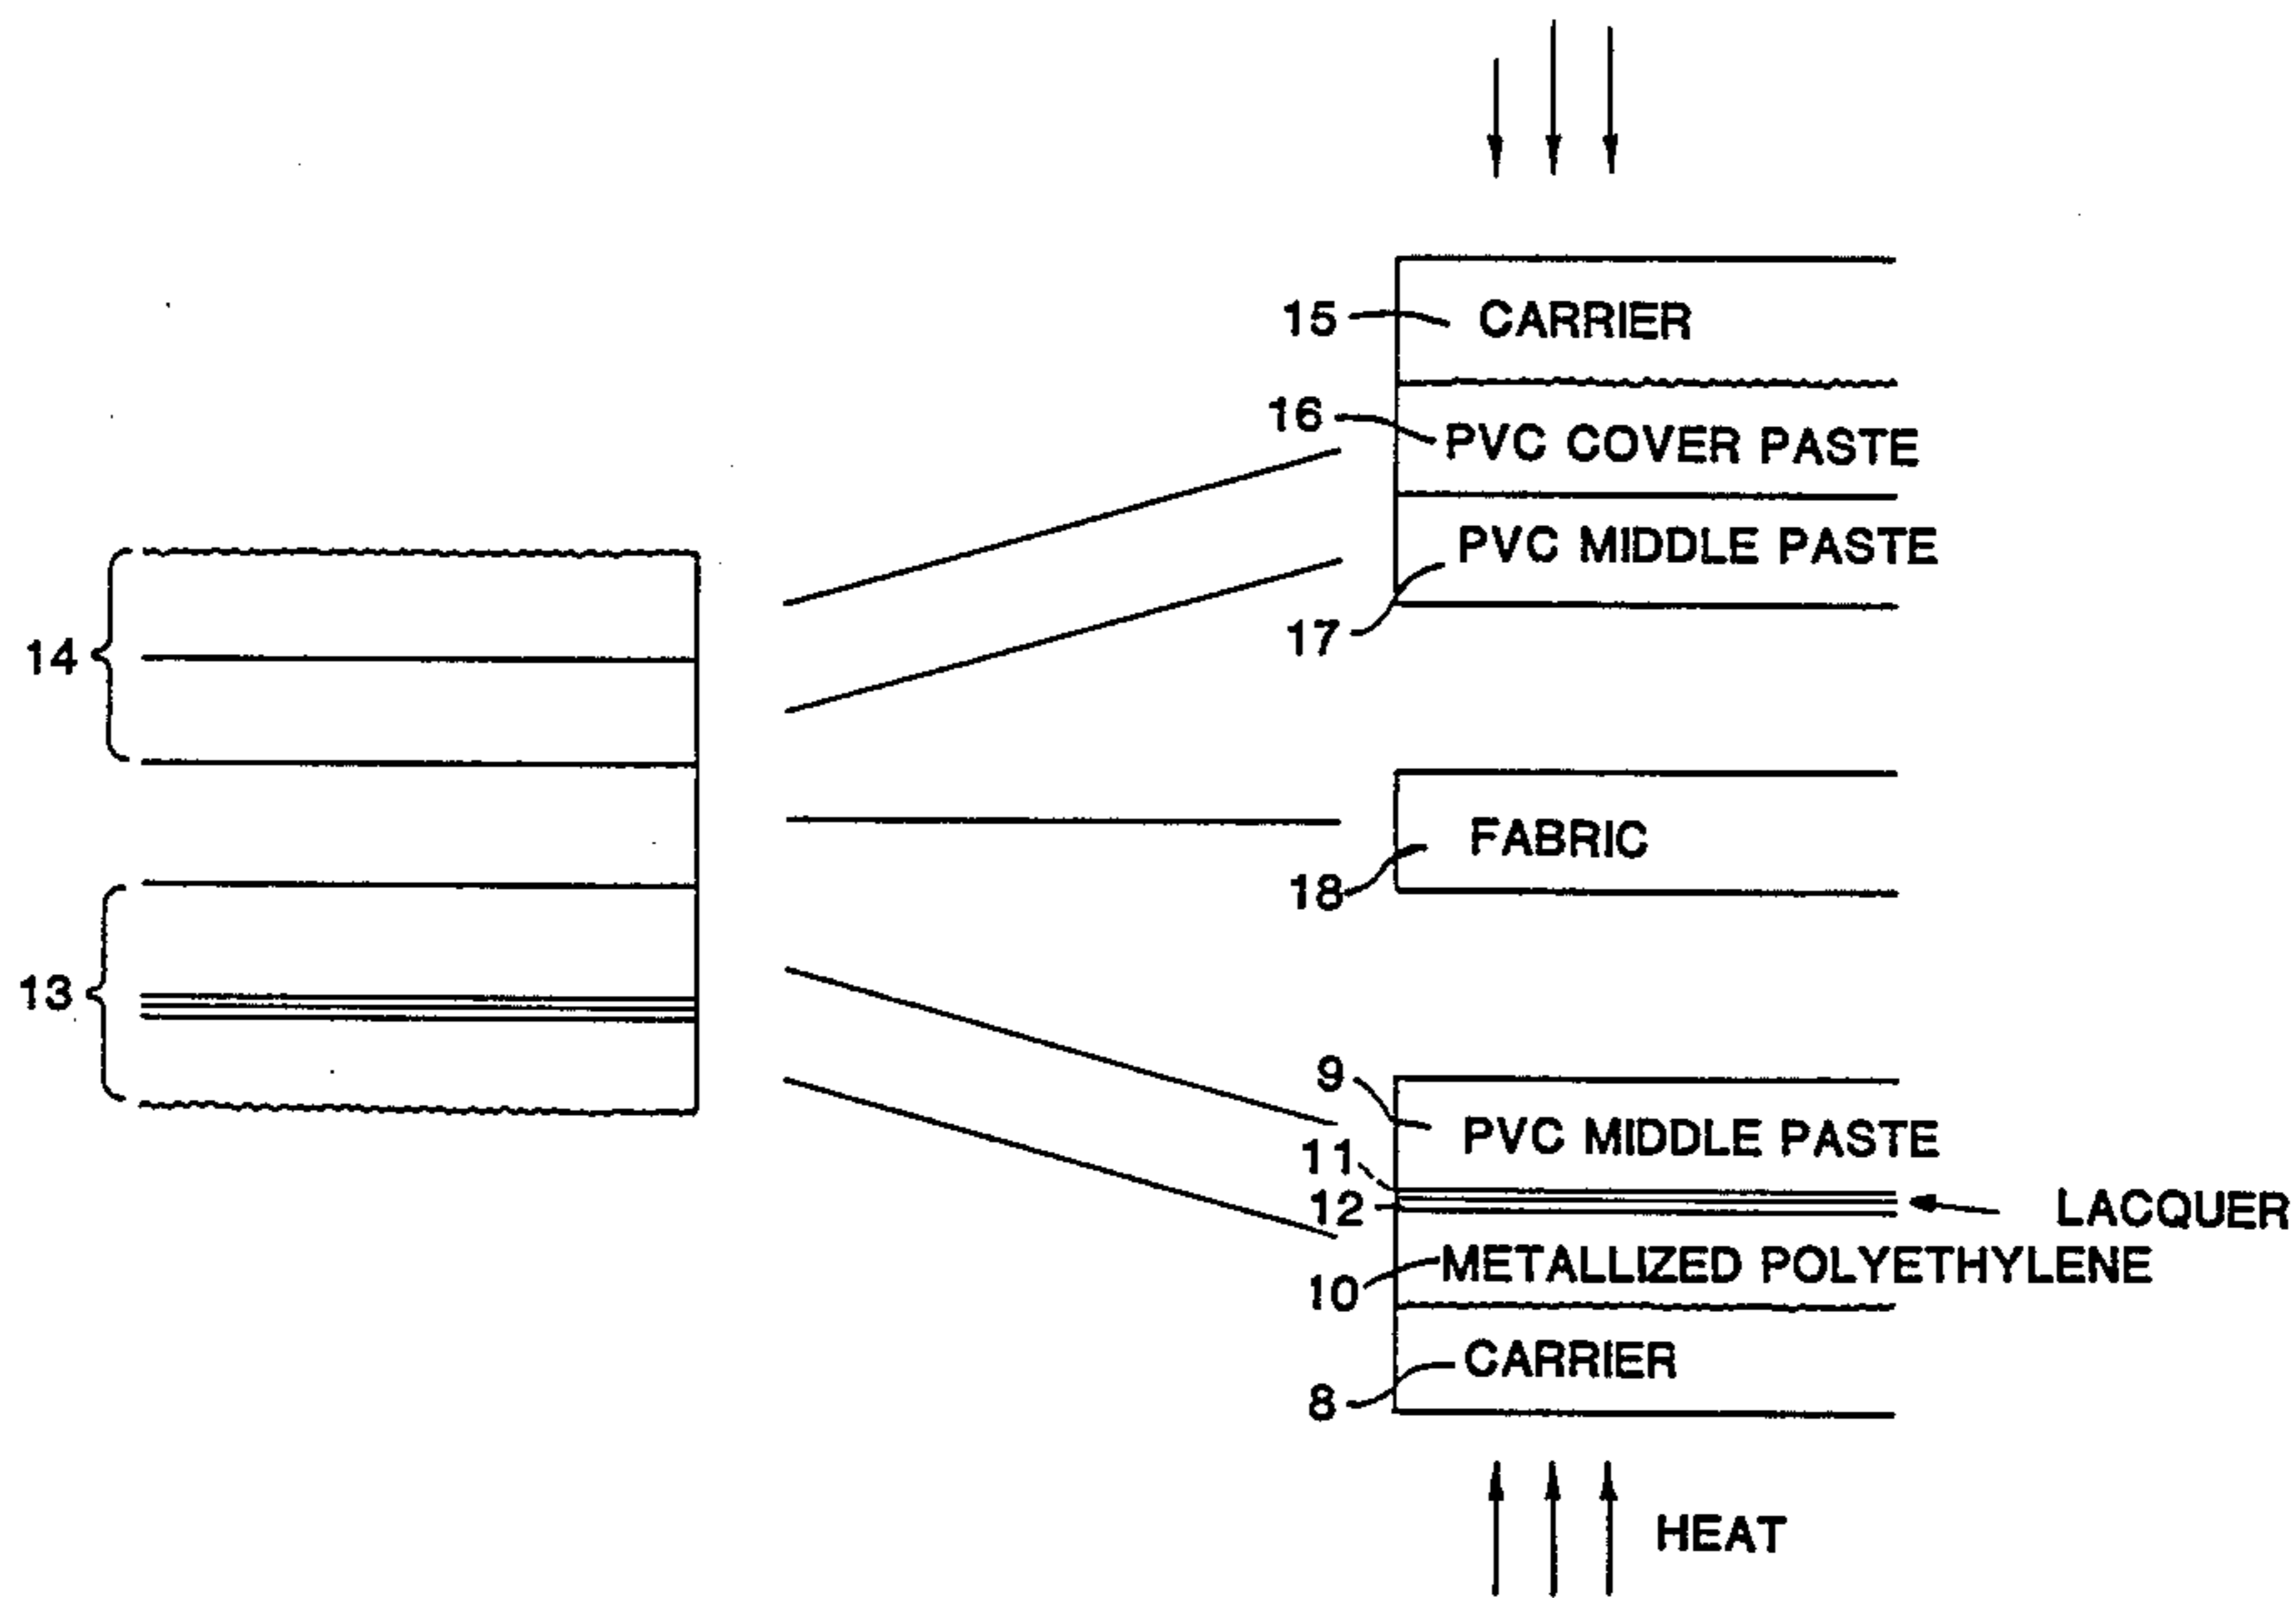 15 CARRIER
16 PVC COVER PASTE
PVC MIDDLE PASTE
14
17
FABRIC
18
13
9
PVC MIDDLE PASTE
11
12
LACQUER
10 METALLIZED POLYETHYLENE
CARRIER
8
HEAT